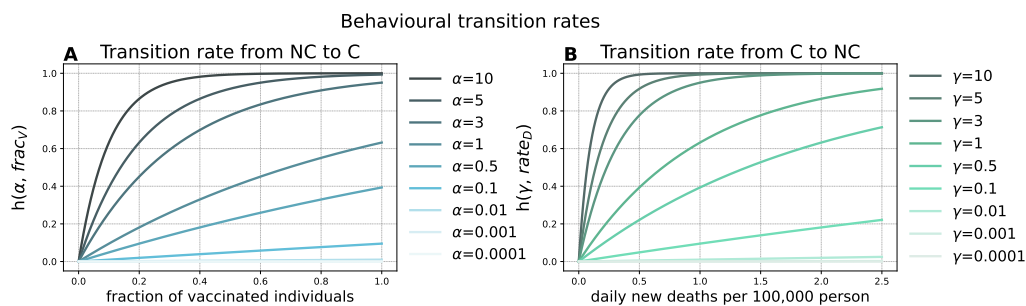 Behavioural transition rates
A Transition rate from NC to C
h(α, frac_V)
1.0
0.8
0.6
0.4
0.2
0.0
0.0 0.2 0.4 0.6 0.8 1.0
fraction of vaccinated individuals
α=10
α=5
α=3
α=1
α=0.5
α=0.1
α=0.01
α=0.001
α=0.0001
B Transition rate from C to NC
h(γ, rate_D)
1.0
0.8
0.6
0.4
0.2
0.0
0.0 0.5 1.0 1.5 2.0 2.5
daily new deaths per 100,000 person
γ=10
γ=5
γ=3
γ=1
γ=0.5
γ=0.1
γ=0.01
γ=0.001
γ=0.0001